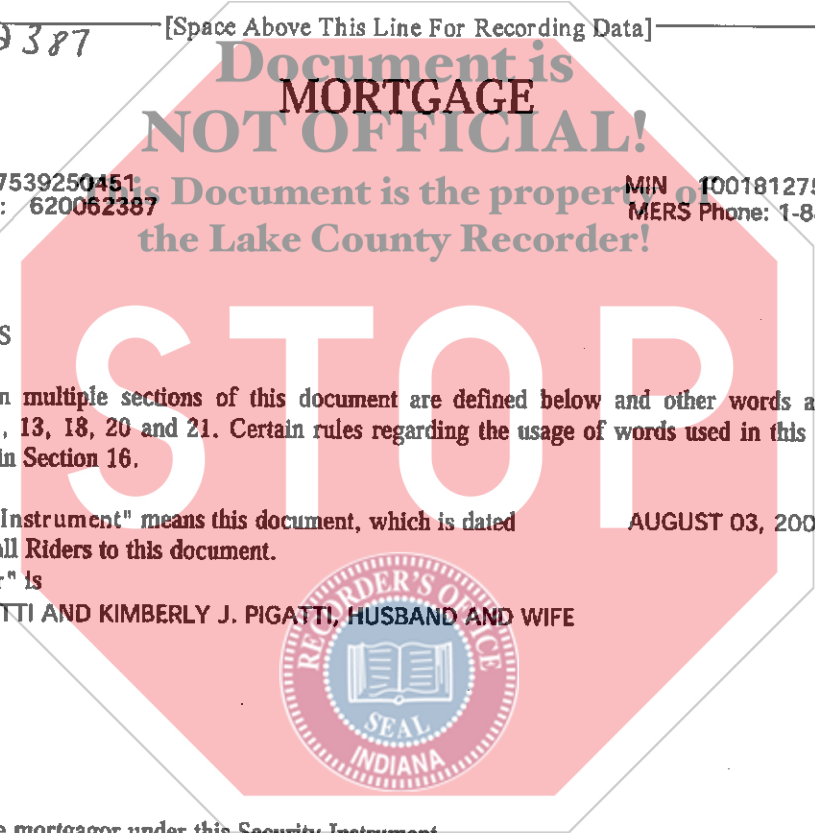 387
[Space Above This Line For Recording Data]
Document is
MORTGAGE
NOT OFFICIAL!
7539250451
MIN 100181275
This Document is the property of
: 620062387
MERS Phone: 1-8
the Lake County Recorder!
S
STOP
n multiple sections of this document are defined below and other words a
, 13, 18, 20 and 21. Certain rules regarding the usage of words used in this
in Section 16.
Instrument" means this document, which is dated AUGUST 03, 200
all Riders to this document.
r" is
TTI AND KIMBERLY J. PIGATTI, HUSBAND AND WIFE
RECORDER'S OFFICE
SEAL
INDIANA
e mortgagor under this Security Instrument